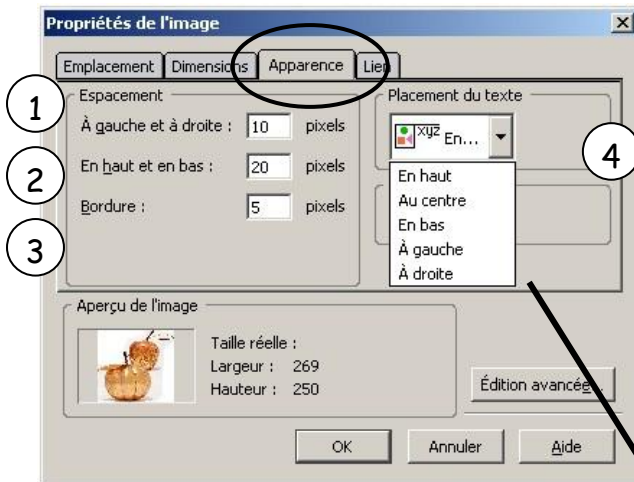 Propriétés de l'image
Emplacement Dimensions Apparence Lien
Espacement
1 À gauche et à droite : 10 pixels
2 En haut et en bas : 20 pixels
3 Bordure : 5 pixels
Placement du texte
xyz En...
4
En haut
Au centre
En bas
À gauche
À droite
Aperçu de l'image
Taille réelle :
Largeur : 269
Hauteur : 250
Édition avancée...
OK Annuler Aide